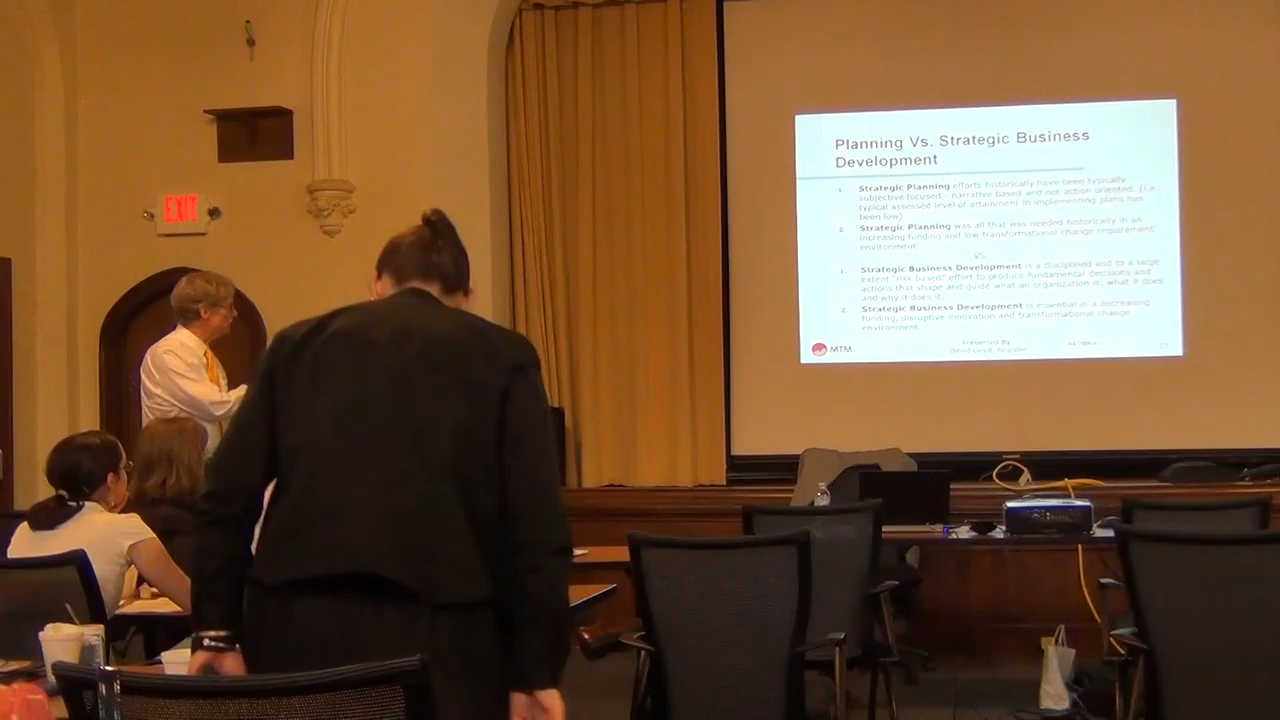 EXIT
Planning Vs. Strategic Business
Development
1. Strategic Planning efforts historically have been typically
subjective focused - narrative based and not action oriented. (i.e.,
typical assessed level of attainment in implementing plans has
been low)
2. Strategic Planning was all that was needed historically in an
increasing funding and low transformational change requirement
environment
VS.
1. Strategic Business Development is a disciplined and to a large
extent "risk based" effort to produce fundamental decisions and
actions that shape and guide what an organization is, what it does
and why it does it.
2. Strategic Business Development is essential in a decreasing
funding, disruptive innovation and transformational change
environment
MTM
Presented By
David Lloyd, Founder